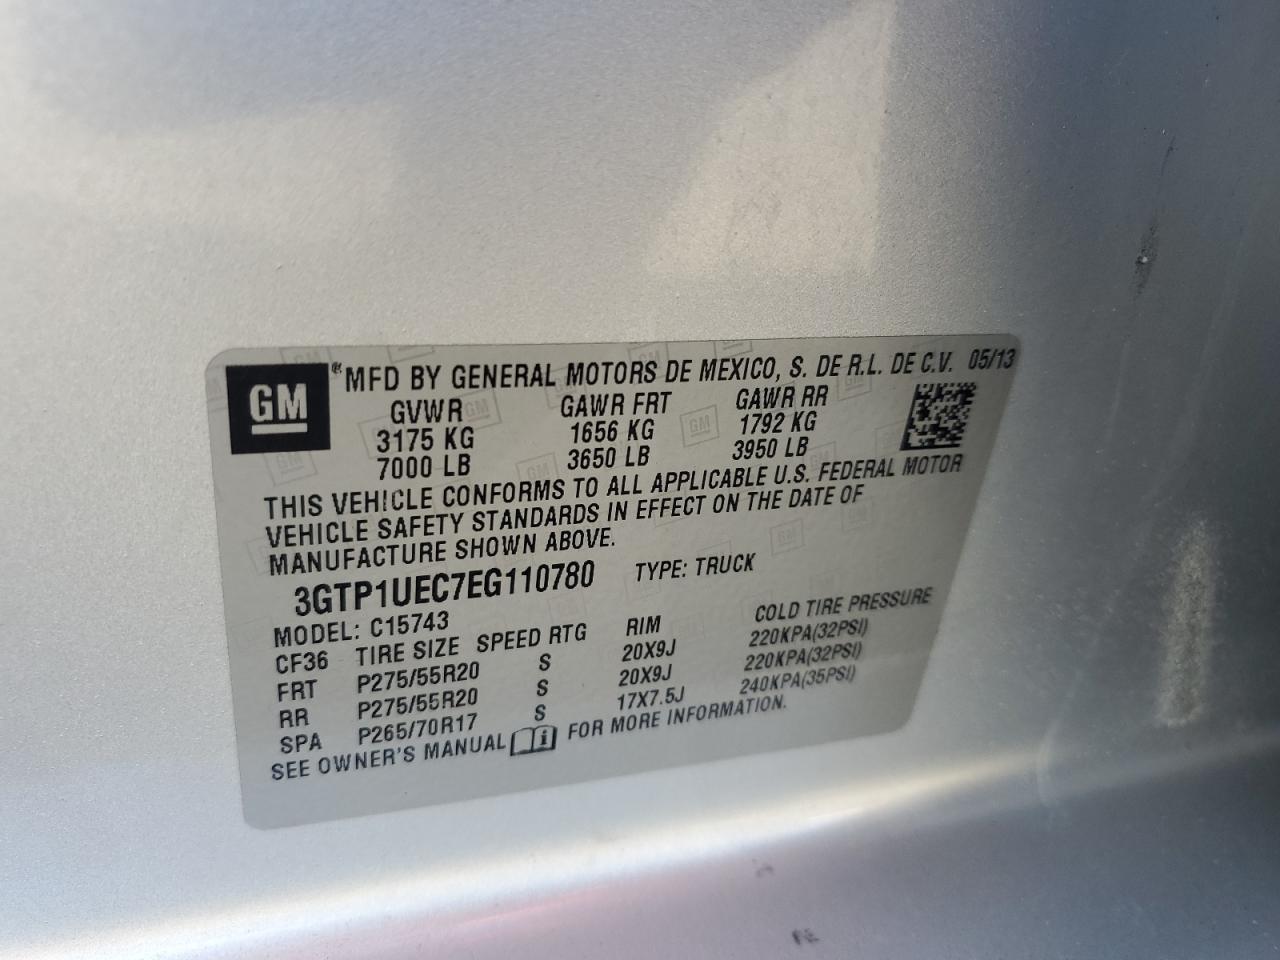 GM
® MFD BY GENERAL MOTORS DE MEXICO, S. DE R.L. DE C.V. 05/13
GVWR GAWR FRT GAWR RR
3175 KG 1656 KG 1792 KG
7000 LB 3650 LB 3950 LB
THIS VEHICLE CONFORMS TO ALL APPLICABLE U.S. FEDERAL MOTOR
VEHICLE SAFETY STANDARDS IN EFFECT ON THE DATE OF
MANUFACTURE SHOWN ABOVE.
3GTP1UEC7EG110780 TYPE: TRUCK
MODEL: C15743
CF36 TIRE SIZE SPEED RTG RIM COLD TIRE PRESSURE
FRT P275/55R20 S 20X9J 220KPA(32PSI)
RR P275/55R20 S 20X9J 220KPA(32PSI)
SPA P265/70R17 S 17X7.5J 240KPA(35PSI)
SEE OWNER'S MANUAL FOR MORE INFORMATION.